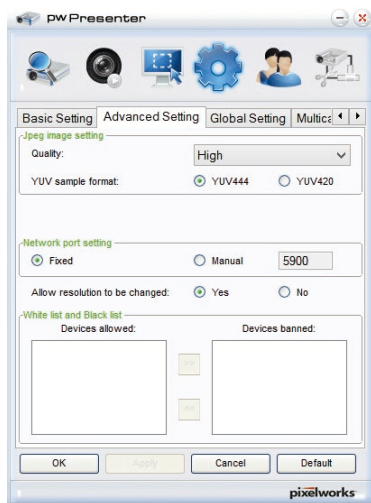 pwPresenter
Basic Setting Advanced Setting Global Setting Multica
Jpeg image setting
Quality: High
YUV sample format: YUV444 YUV420
Network port setting
Fixed Manual 5900
Allow resolution to be changed: Yes No
White list and Black list
Devices allowed: Devices banned:
>>
<<
OK Apply Cancel Default
pixelworks